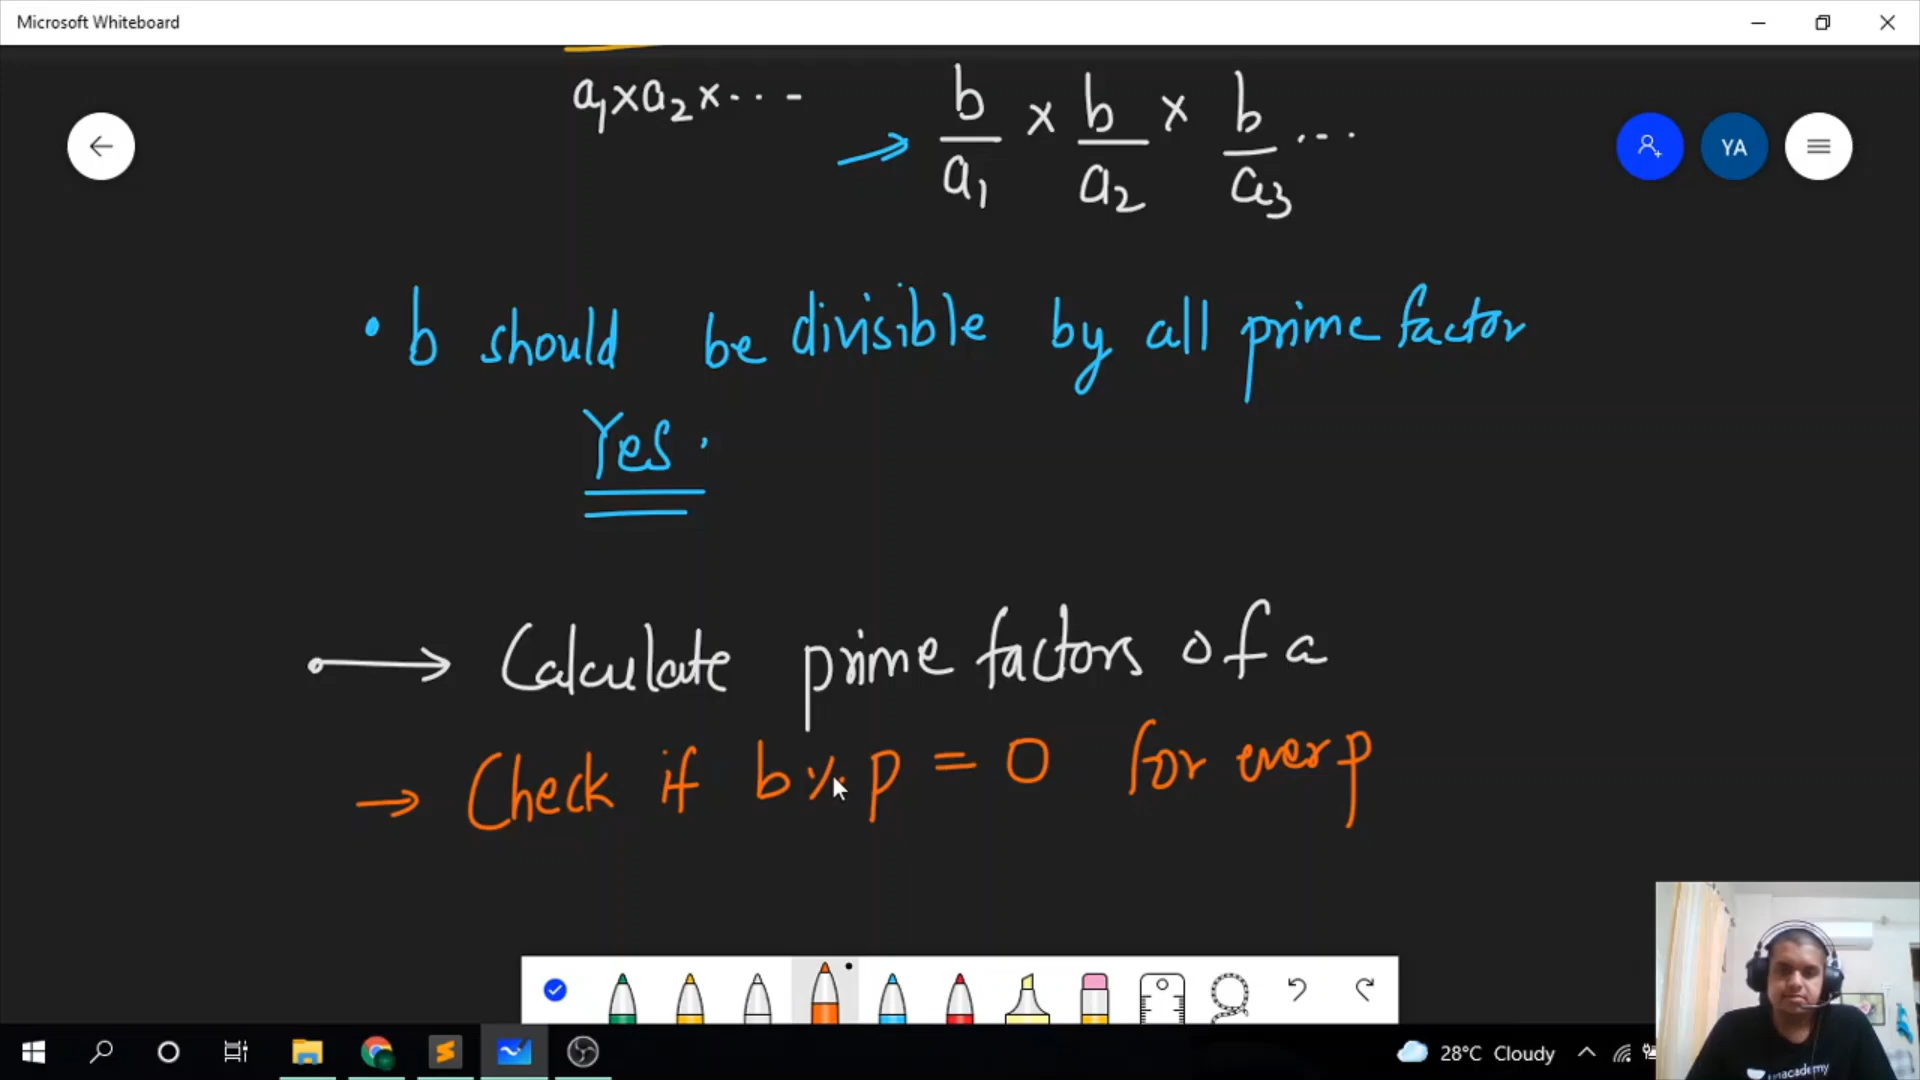 Microsoft Whiteboard
a1 x a2 x ... -
b/a1 x b/a2 x b/a3 ...
YA
• b should be divisible by all prime factor
Yes.
→ Calculate prime factors of a
→ Check if b % p = 0 for ever p
28°C Cloudy
unacademy